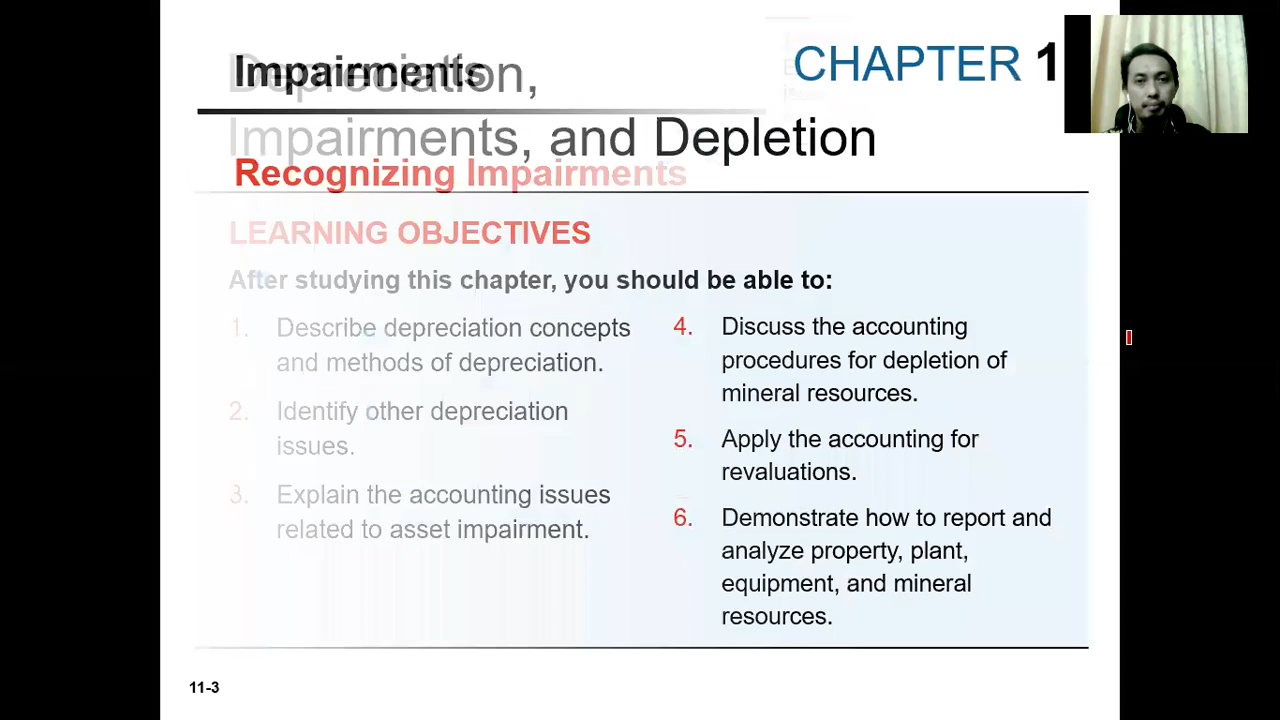 Impairments
Depreciation,
CHAPTER 1
Impairments, and Depletion
Recognizing Impairments
LEARNING OBJECTIVES
After studying this chapter, you should be able to:
1. Describe depreciation concepts
and methods of depreciation.
2. Identify other depreciation
issues.
3. Explain the accounting issues
related to asset impairment.
4. Discuss the accounting
procedures for depletion of
mineral resources.
5. Apply the accounting for
revaluations.
6. Demonstrate how to report and
analyze property, plant,
equipment, and mineral
resources.
11-3